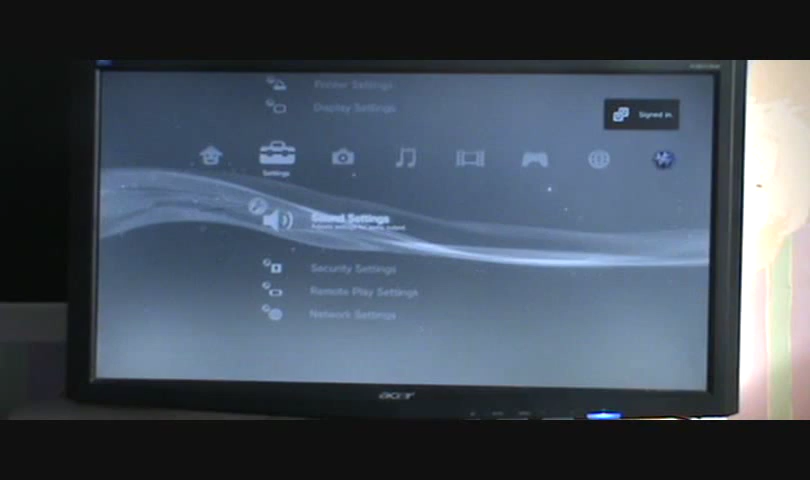 Printer Settings
Display Settings
Signed in.
Settings
Sound Settings
Security Settings
Remote Play Settings
Network Settings
acer